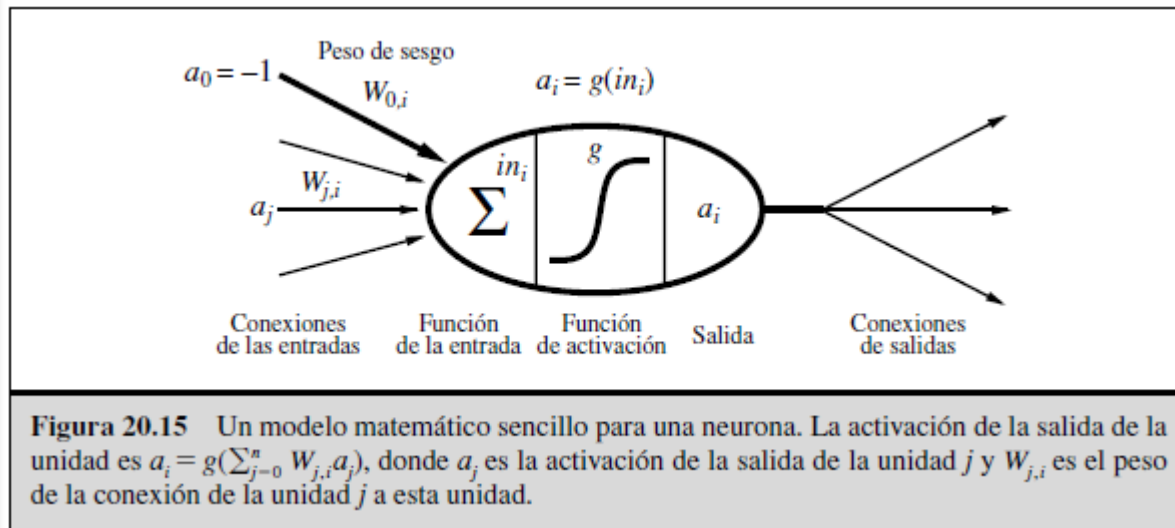 Peso de sesgo
a₀ = −1
W₀,ᵢ
aᵢ = g(inᵢ)
inᵢ
g
Wⱼ,ᵢ
aⱼ
Σ
aᵢ
Conexiones
de las entradas
Función
de la entrada
Función
de activación
Salida
Conexiones
de salidas
Figura 20.15 Un modelo matemático sencillo para una neurona. La activación de la salida de la
unidad es aᵢ = g(∑ⁿⱼ₌₀ Wⱼ,ᵢaⱼ), donde aⱼ es la activación de la salida de la unidad j y Wⱼ,ᵢ es el peso
de la conexión de la unidad j a esta unidad.